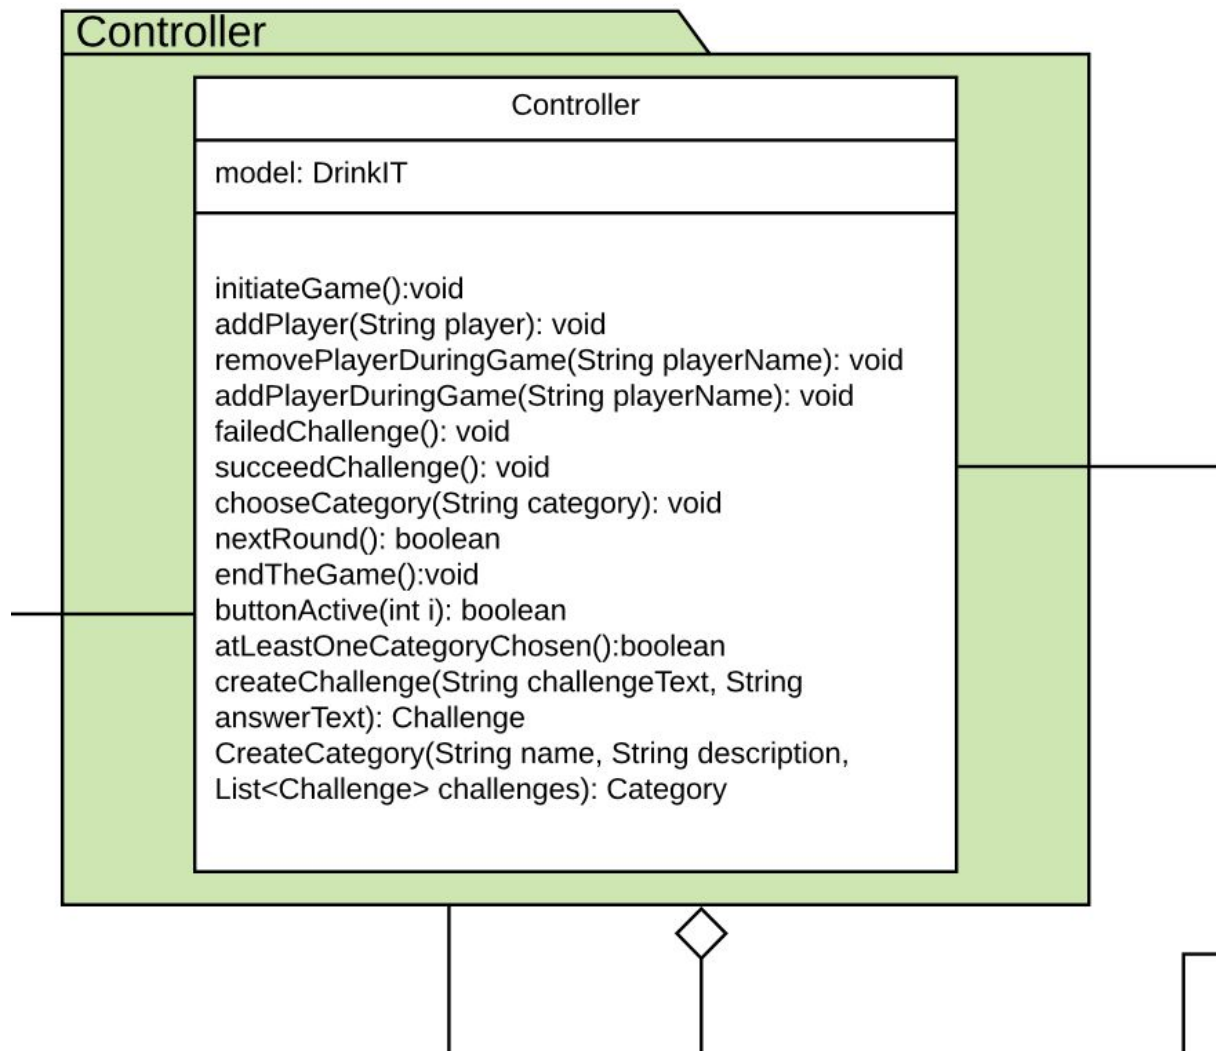 Controller
Controller
model: DrinkIT
initiateGame():void
addPlayer(String player): void
removePlayerDuringGame(String playerName): void
addPlayerDuringGame(String playerName): void
failedChallenge(): void
succeedChallenge(): void
chooseCategory(String category): void
nextRound(): boolean
endTheGame():void
buttonActive(int i): boolean
atLeastOneCategoryChosen():boolean
createChallenge(String challengeText, String
answerText): Challenge
CreateCategory(String name, String description,
List<Challenge> challenges): Category